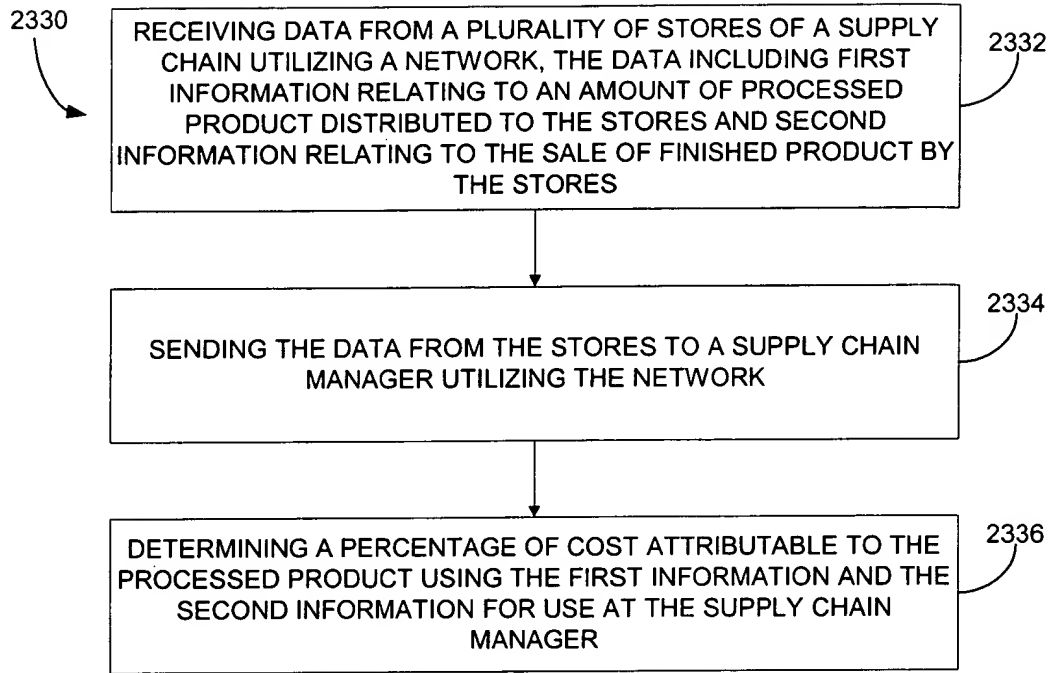 2330
RECEIVING DATA FROM A PLURALITY OF STORES OF A SUPPLY
CHAIN UTILIZING A NETWORK, THE DATA INCLUDING FIRST
INFORMATION RELATING TO AN AMOUNT OF PROCESSED
PRODUCT DISTRIBUTED TO THE STORES AND SECOND
INFORMATION RELATING TO THE SALE OF FINISHED PRODUCT BY
THE STORES
2332
SENDING THE DATA FROM THE STORES TO A SUPPLY CHAIN
MANAGER UTILIZING THE NETWORK
2334
DETERMINING A PERCENTAGE OF COST ATTRIBUTABLE TO THE
PROCESSED PRODUCT USING THE FIRST INFORMATION AND THE
SECOND INFORMATION FOR USE AT THE SUPPLY CHAIN
MANAGER
2336